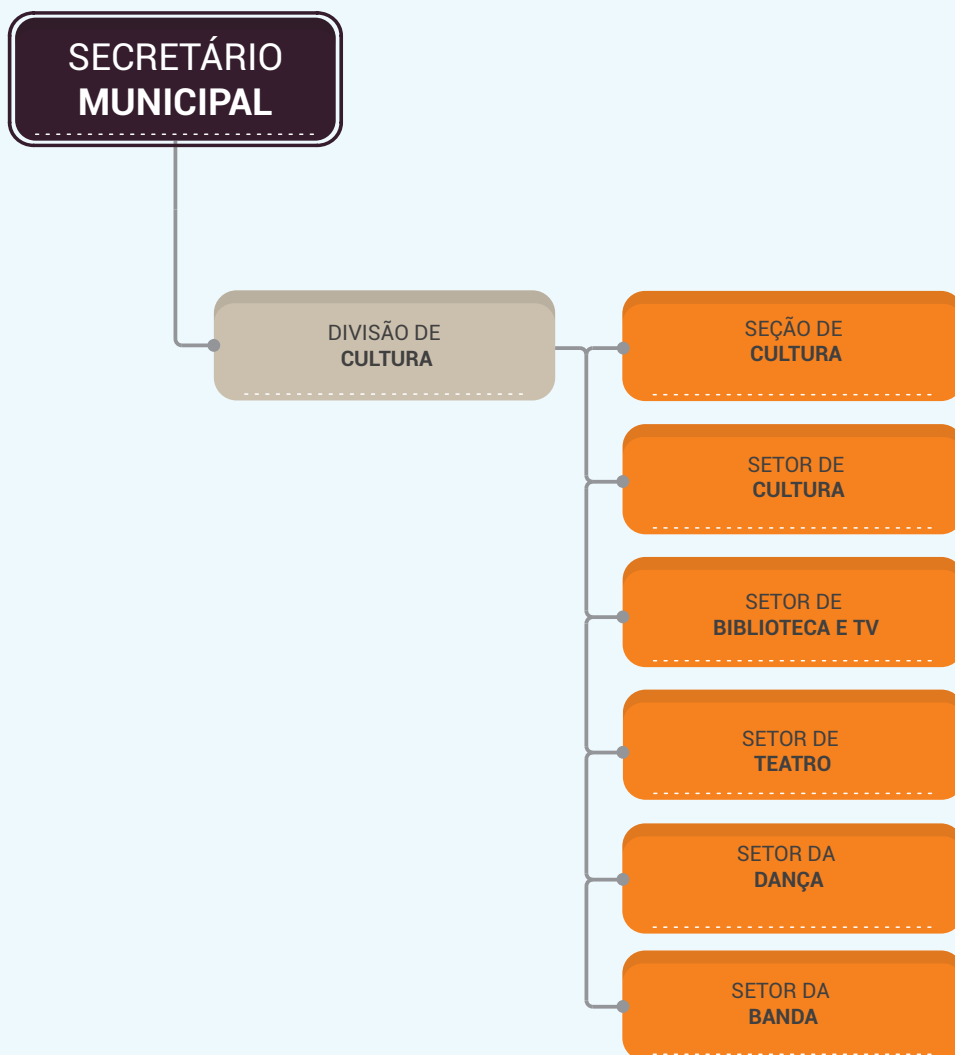 SECRETÁRIO
MUNICIPAL
DIVISÃO DE
CULTURA
SEÇÃO DE
CULTURA
SETOR DE
CULTURA
SETOR DE
BIBLIOTECA E TV
SETOR DE
TEATRO
SETOR DA
DANÇA
SETOR DA
BANDA